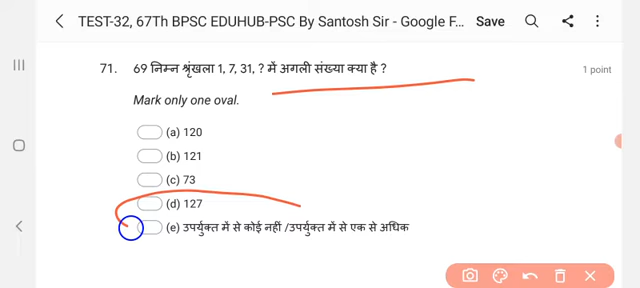 TEST-32, 67Th BPSC EDUHUB-PSC By Santosh Sir - Google F... Save
71. 69 निम्न श्रृंखला 1, 7, 31, ? में अगली संख्या क्या है ? 1 point
Mark only one oval.
(a) 120
(b) 121
(c) 73
(d) 127
(e) उपर्युक्त में से कोई नहीं /उपर्युक्त में से एक से अधिक